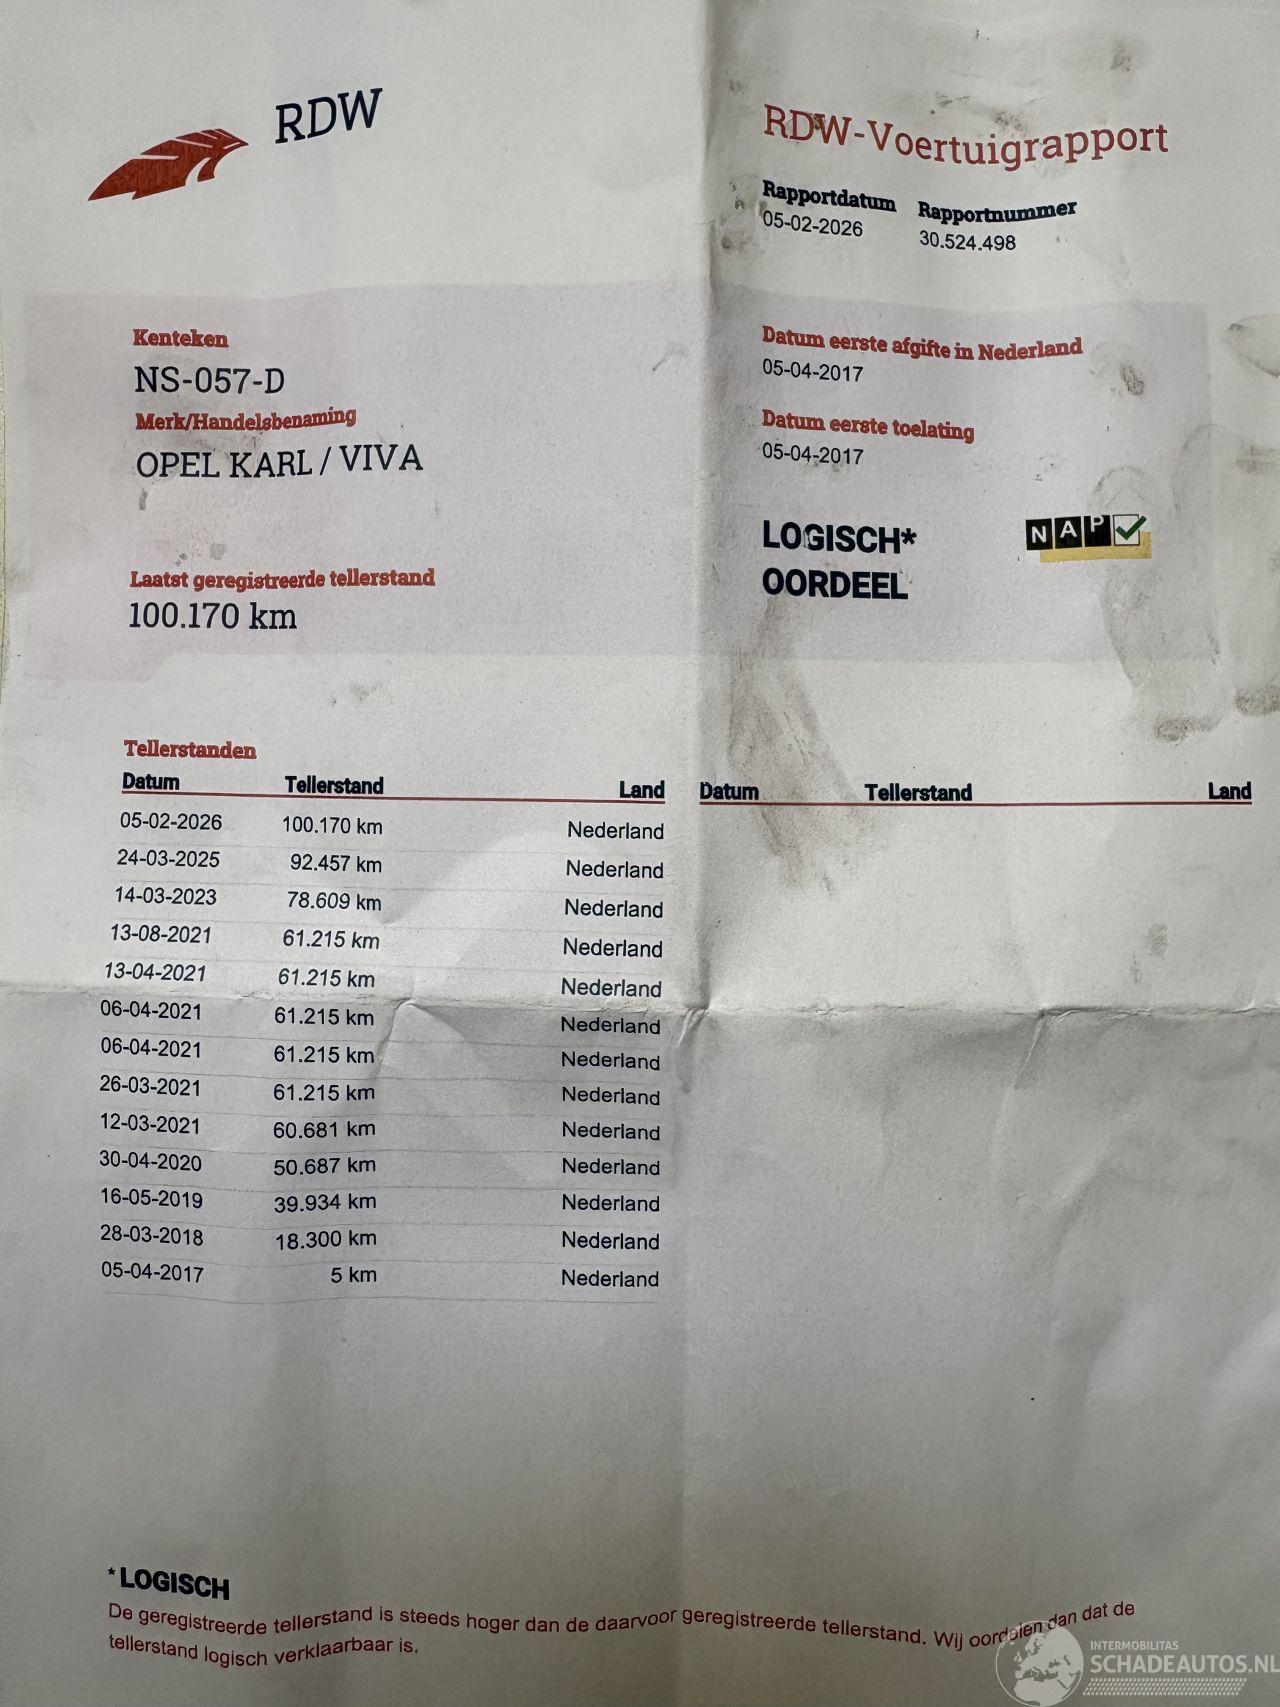 RDW
RDW-Voertuigrapport
Rapportdatum Rapportnummer
05-02-2026 30.524.498
Kenteken
NS-057-D
Merk/Handelsbenaming
OPEL KARL / VIVA
Laatst geregistreerde tellerstand
100.170 km
Datum eerste afgifte in Nederland
05-04-2017
Datum eerste toelating
05-04-2017
LOGISCH*
OORDEEL
NAP
Tellerstanden
Datum Tellerstand Land Datum Tellerstand Land
05-02-2026 100.170 km Nederland
24-03-2025 92.457 km Nederland
14-03-2023 78.609 km Nederland
13-08-2021 61.215 km Nederland
13-04-2021 61.215 km Nederland
06-04-2021 61.215 km Nederland
06-04-2021 61.215 km Nederland
26-03-2021 61.215 km Nederland
12-03-2021 60.681 km Nederland
30-04-2020 50.687 km Nederland
16-05-2019 39.934 km Nederland
28-03-2018 18.300 km Nederland
05-04-2017 5 km Nederland
*LOGISCH
De geregistreerde tellerstand is steeds hoger dan de daarvoor geregistreerde tellerstand. Wij oordelen dan dat de
tellerstand logisch verklaarbaar is.
INTERMOBILITAS
SCHADEAUTOS.NL